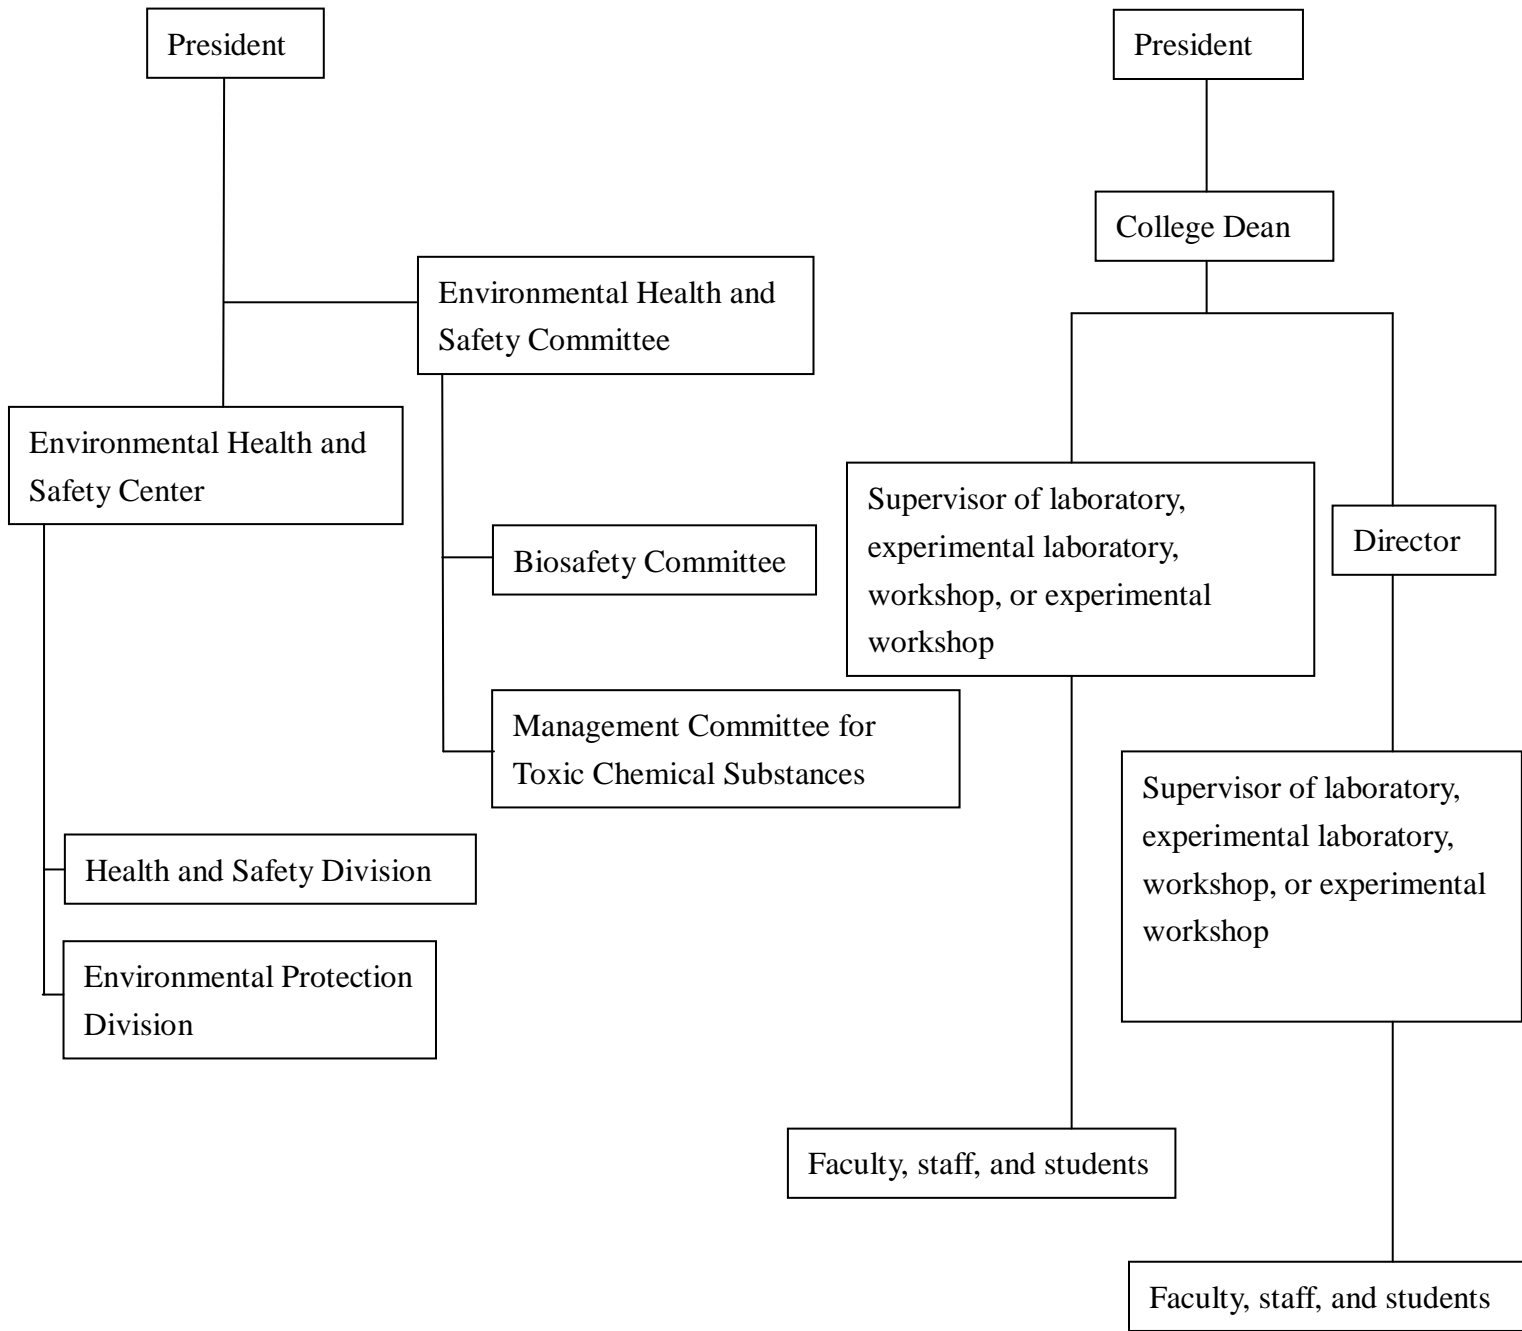 President
Environmental Health and
Safety Committee
Environmental Health and
Safety Center
Biosafety Committee
Management Committee for
Toxic Chemical Substances
Health and Safety Division
Environmental Protection
Division
President
College Dean
Supervisor of laboratory,
experimental laboratory,
workshop, or experimental
workshop
Faculty, staff, and students
Director
Supervisor of laboratory,
experimental laboratory,
workshop, or experimental
workshop
Faculty, staff, and students